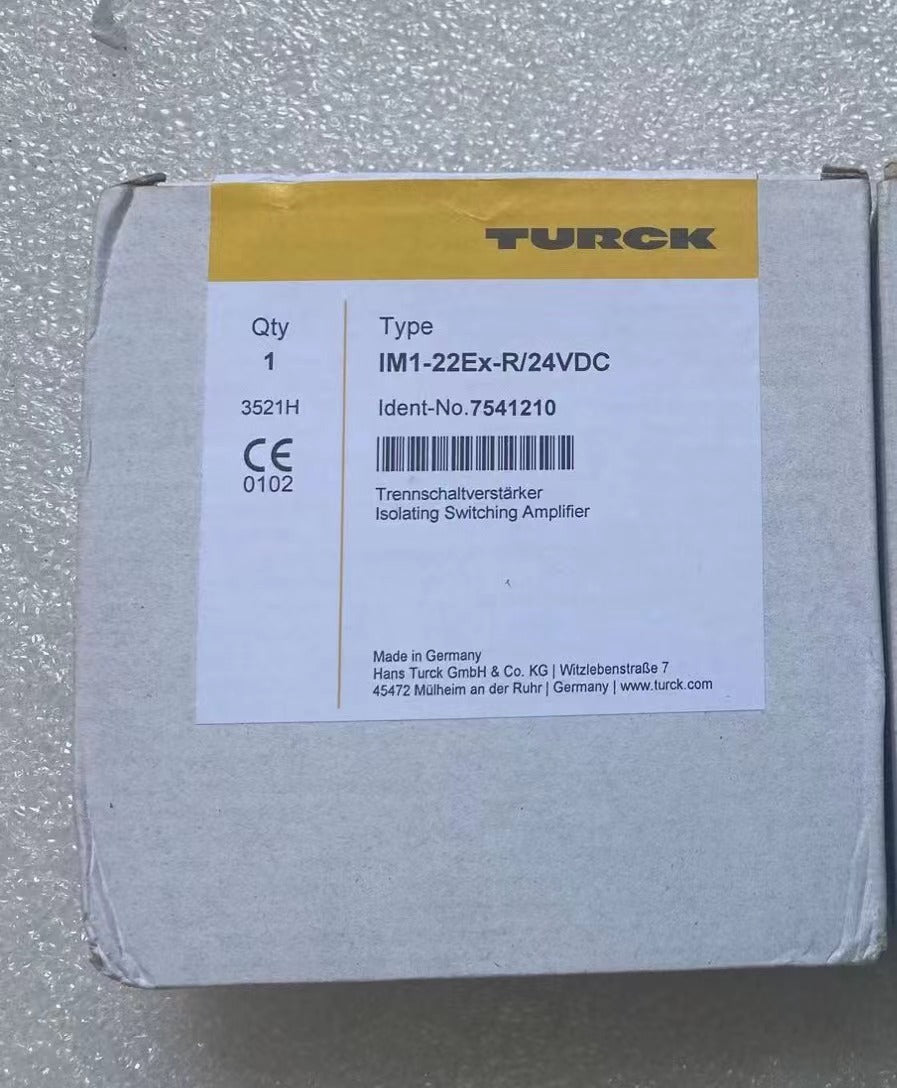 TURCK
Qty
1
3521H
CE
0102
Type
IM1-22Ex-R/24VDC
Ident-No.7541210
Trennschaltverstärker
Isolating Switching Amplifier
Made in Germany
Hans Turck GmbH & Co. KG | Witzlebenstraße 7
45472 Mülheim an der Ruhr | Germany | www.turck.com